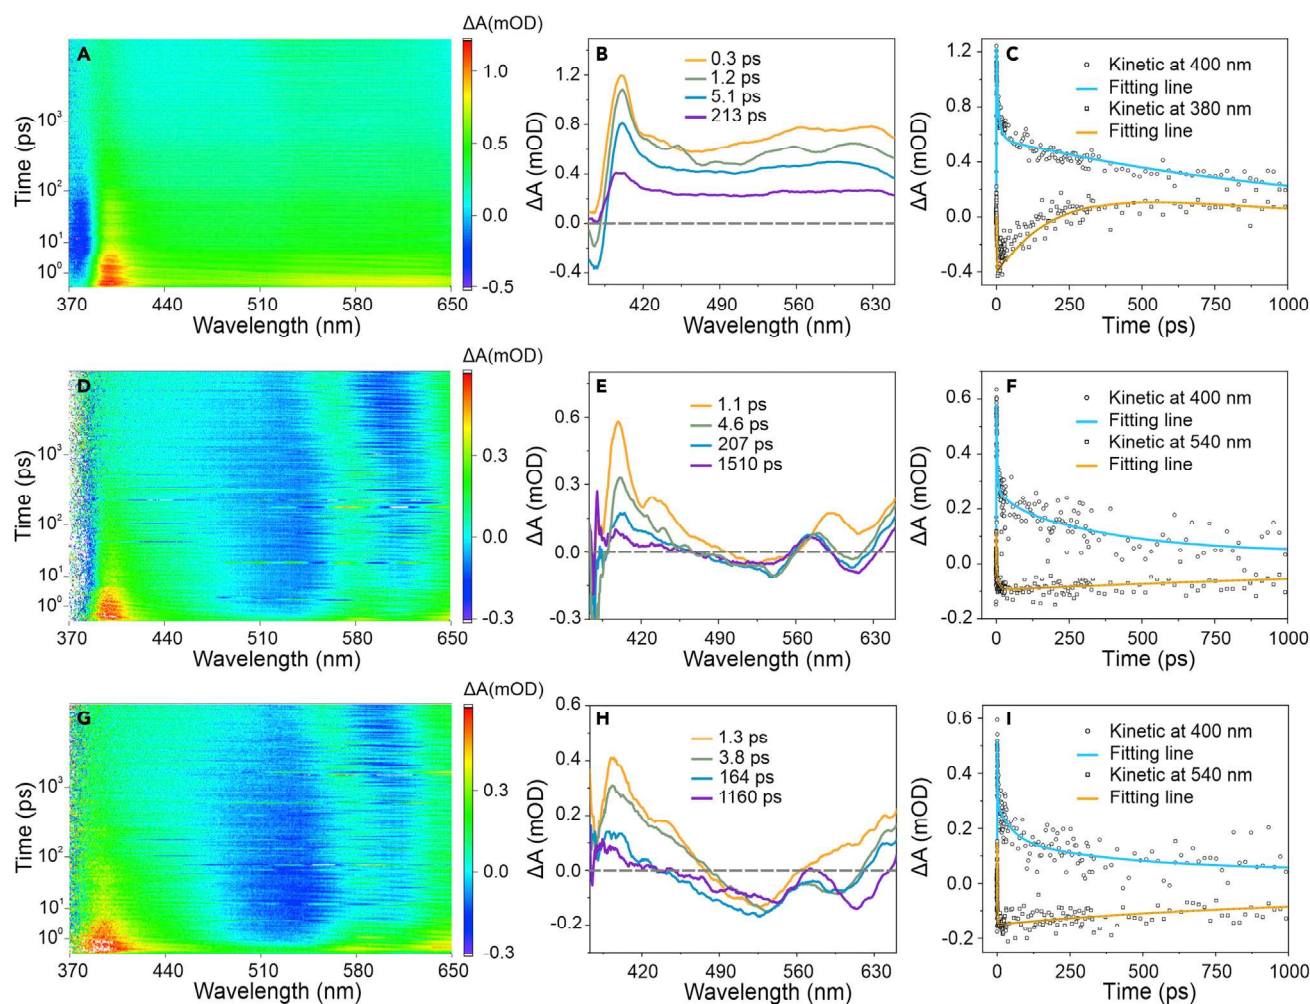 A
ΔA(mOD)
1.0
0.5
0.0
-0.5
Time (ps)
10³
10²
10¹
10⁰
370 440 510 580 650
Wavelength (nm)
B
0.3 ps
1.2 ps
5.1 ps
213 ps
ΔA (mOD)
1.2
0.8
0.4
0.0
-0.4
420 490 560 630
Wavelength (nm)
C
Kinetic at 400 nm
Fitting line
Kinetic at 380 nm
Fitting line
ΔA (mOD)
1.2
0.8
0.4
0.0
-0.4
0 250 500 750 1000
Time (ps)
D
ΔA(mOD)
0.3
0.0
-0.3
Time (ps)
10³
10²
10¹
10⁰
370 440 510 580 650
Wavelength (nm)
E
1.1 ps
4.6 ps
207 ps
1510 ps
ΔA (mOD)
0.6
0.3
0.0
-0.3
420 490 560 630
Wavelength (nm)
F
Kinetic at 400 nm
Fitting line
Kinetic at 540 nm
Fitting line
ΔA (mOD)
0.6
0.4
0.2
0.0
-0.2
0 250 500 750 1000
Time (ps)
G
ΔA(mOD)
0.3
0.0
-0.3
Time (ps)
10³
10²
10¹
10⁰
370 440 510 580 650
Wavelength (nm)
H
1.3 ps
3.8 ps
164 ps
1160 ps
ΔA (mOD)
0.6
0.4
0.2
0.0
-0.2
420 490 560 630
Wavelength (nm)
I
Kinetic at 400 nm
Fitting line
Kinetic at 540 nm
Fitting line
ΔA (mOD)
0.6
0.4
0.2
0.0
-0.2
0 250 500 750 1000
Time (ps)